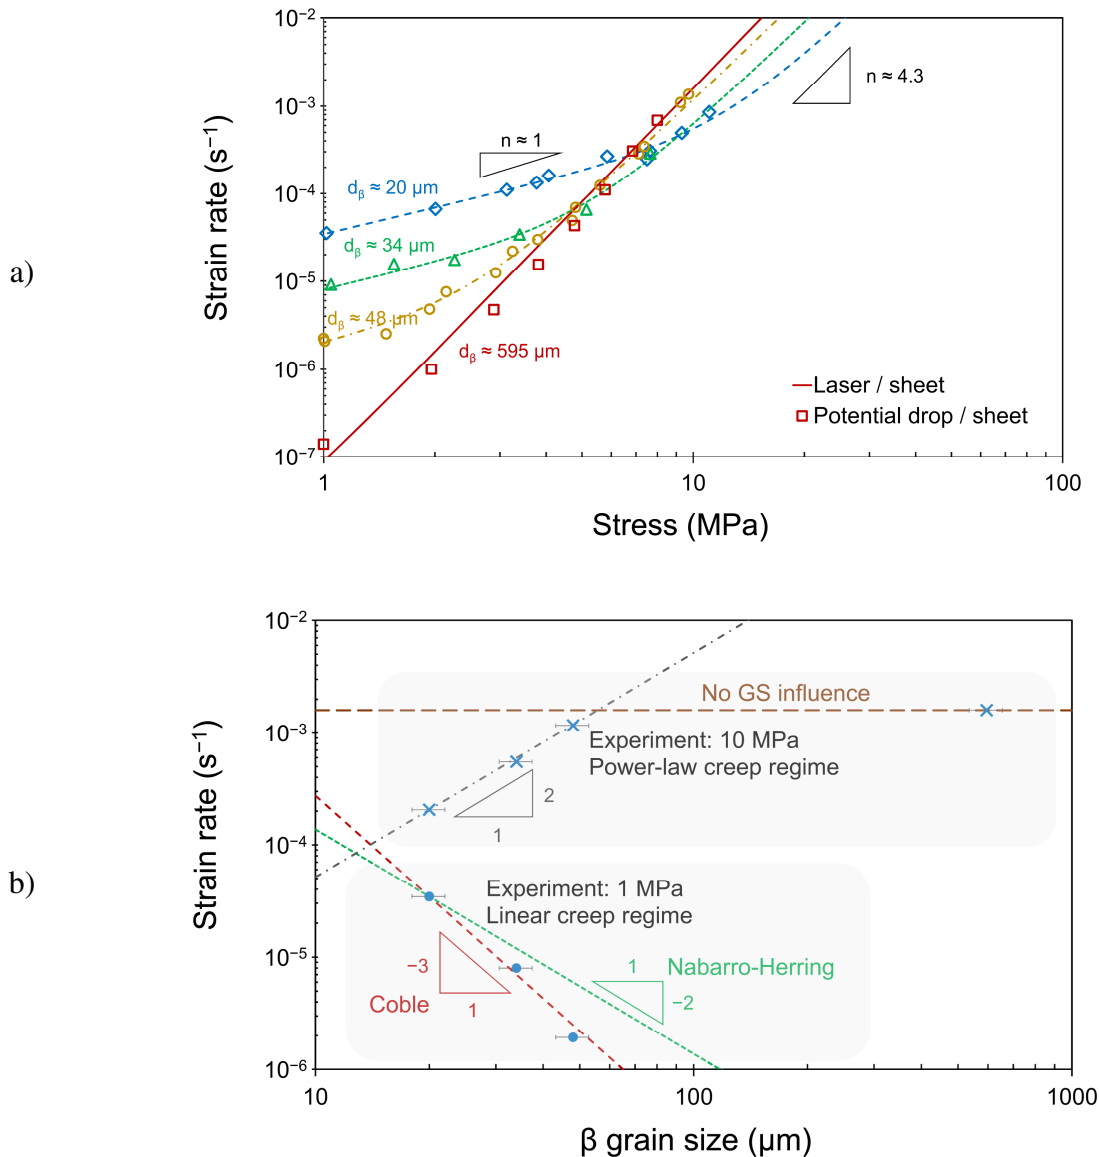 a)
Strain rate (s⁻¹)
10⁻²
10⁻³
10⁻⁴
10⁻⁵
10⁻⁶
10⁻⁷
n ≈ 4.3
n ≈ 1
dᵦ ≈ 20 µm
dᵦ ≈ 34 µm
dᵦ ≈ 48 µm
dᵦ ≈ 595 µm
Laser / sheet
Potential drop / sheet
1
10
100
Stress (MPa)
b)
Strain rate (s⁻¹)
10⁻²
10⁻³
10⁻⁴
10⁻⁵
10⁻⁶
No GS influence
Experiment: 10 MPa
Power-law creep regime
2
1
Experiment: 1 MPa
Linear creep regime
−3
1
Coble
1
Nabarro-Herring
−2
10
100
1000
β grain size (µm)